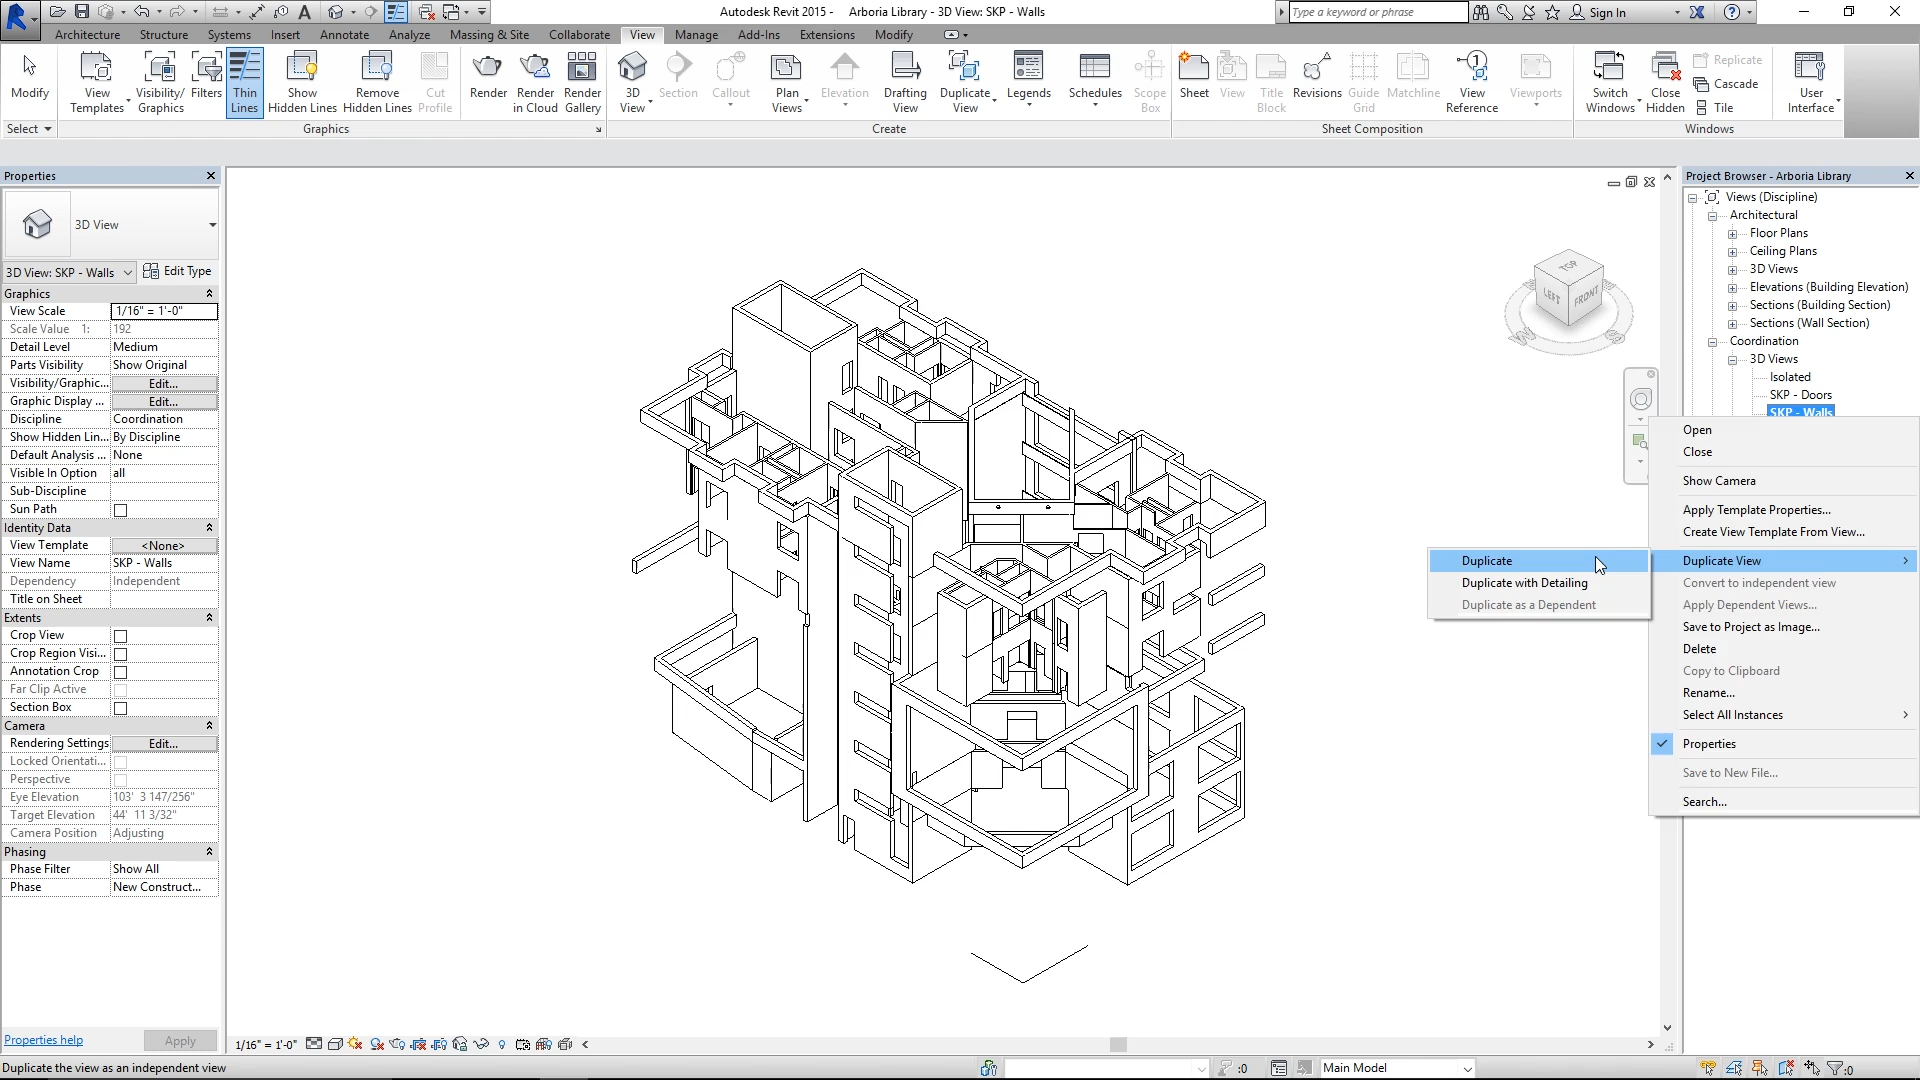 Autodesk Revit 2015 - Arboria Library - 3D View: SKP - Walls
Type a keyword or phrase
Sign In
Architecture Structure Systems Insert Annotate Analyze Massing & Site Collaborate View Manage Add-Ins Extensions Modify
Modify
View Templates
Visibility/ Graphics
Filters
Thin Lines
Show Hidden Lines
Remove Hidden Lines
Cut Profile
Render
Render in Cloud
Render Gallery
3D View
Section
Callout
Plan Views
Elevation
Drafting View
Duplicate View
Legends
Schedules
Scope Box
Sheet
View
Title Block
Revisions
Guide Grid
Matchline
View Reference
Viewports
Switch Windows
Close Hidden
Replicate
Cascade
Tile
User Interface
Select
Graphics
Create
Sheet Composition
Windows
Properties
3D View
3D View: SKP - Walls Edit Type
Graphics
View Scale 1/16" = 1'-0"
Scale Value 1: 192
Detail Level Medium
Parts Visibility Show Original
Visibility/Graphic... Edit...
Graphic Display ... Edit...
Discipline Coordination
Show Hidden Lin... By Discipline
Default Analysis ... None
Visible In Option all
Sub-Discipline
Sun Path
Identity Data
View Template <None>
View Name SKP - Walls
Dependency Independent
Title on Sheet
Extents
Crop View
Crop Region Visi...
Annotation Crop
Far Clip Active
Section Box
Camera
Rendering Settings Edit...
Locked Orientati...
Perspective
Eye Elevation 103' 3 147/256"
Target Elevation 44' 11 3/32"
Camera Position Adjusting
Phasing
Phase Filter Show All
Phase New Construct...
Properties help Apply
TOP
LEFT FRONT
W S
Project Browser - Arboria Library
Views (Discipline)
Architectural
Floor Plans
Ceiling Plans
3D Views
Elevations (Building Elevation)
Sections (Building Section)
Sections (Wall Section)
Coordination
3D Views
Isolated
SKP - Doors
SKP - Walls
Open
Close
Show Camera
Apply Template Properties...
Create View Template From View...
Duplicate View
Convert to independent view
Apply Dependent Views...
Save to Project as Image...
Delete
Copy to Clipboard
Rename...
Select All Instances
Properties
Save to New File...
Search...
Duplicate
Duplicate with Detailing
Duplicate as a Dependent
1/16" = 1'-0"
Duplicate the view as an independent view
:0
Main Model
:0